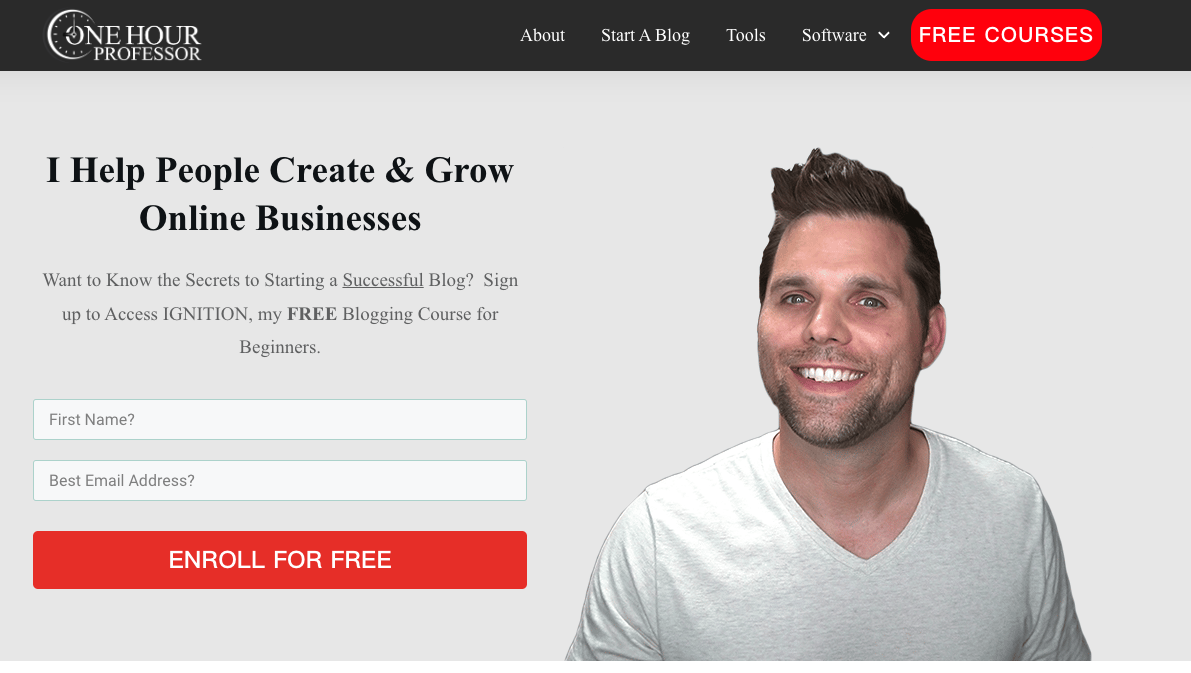 ONE HOUR
PROFESSOR
About
Start A Blog
Tools
Software
FREE COURSES
I Help People Create & Grow
Online Businesses
Want to Know the Secrets to Starting a Successful Blog?  Sign
up to Access IGNITION, my FREE Blogging Course for
Beginners.
First Name?
Best Email Address?
ENROLL FOR FREE